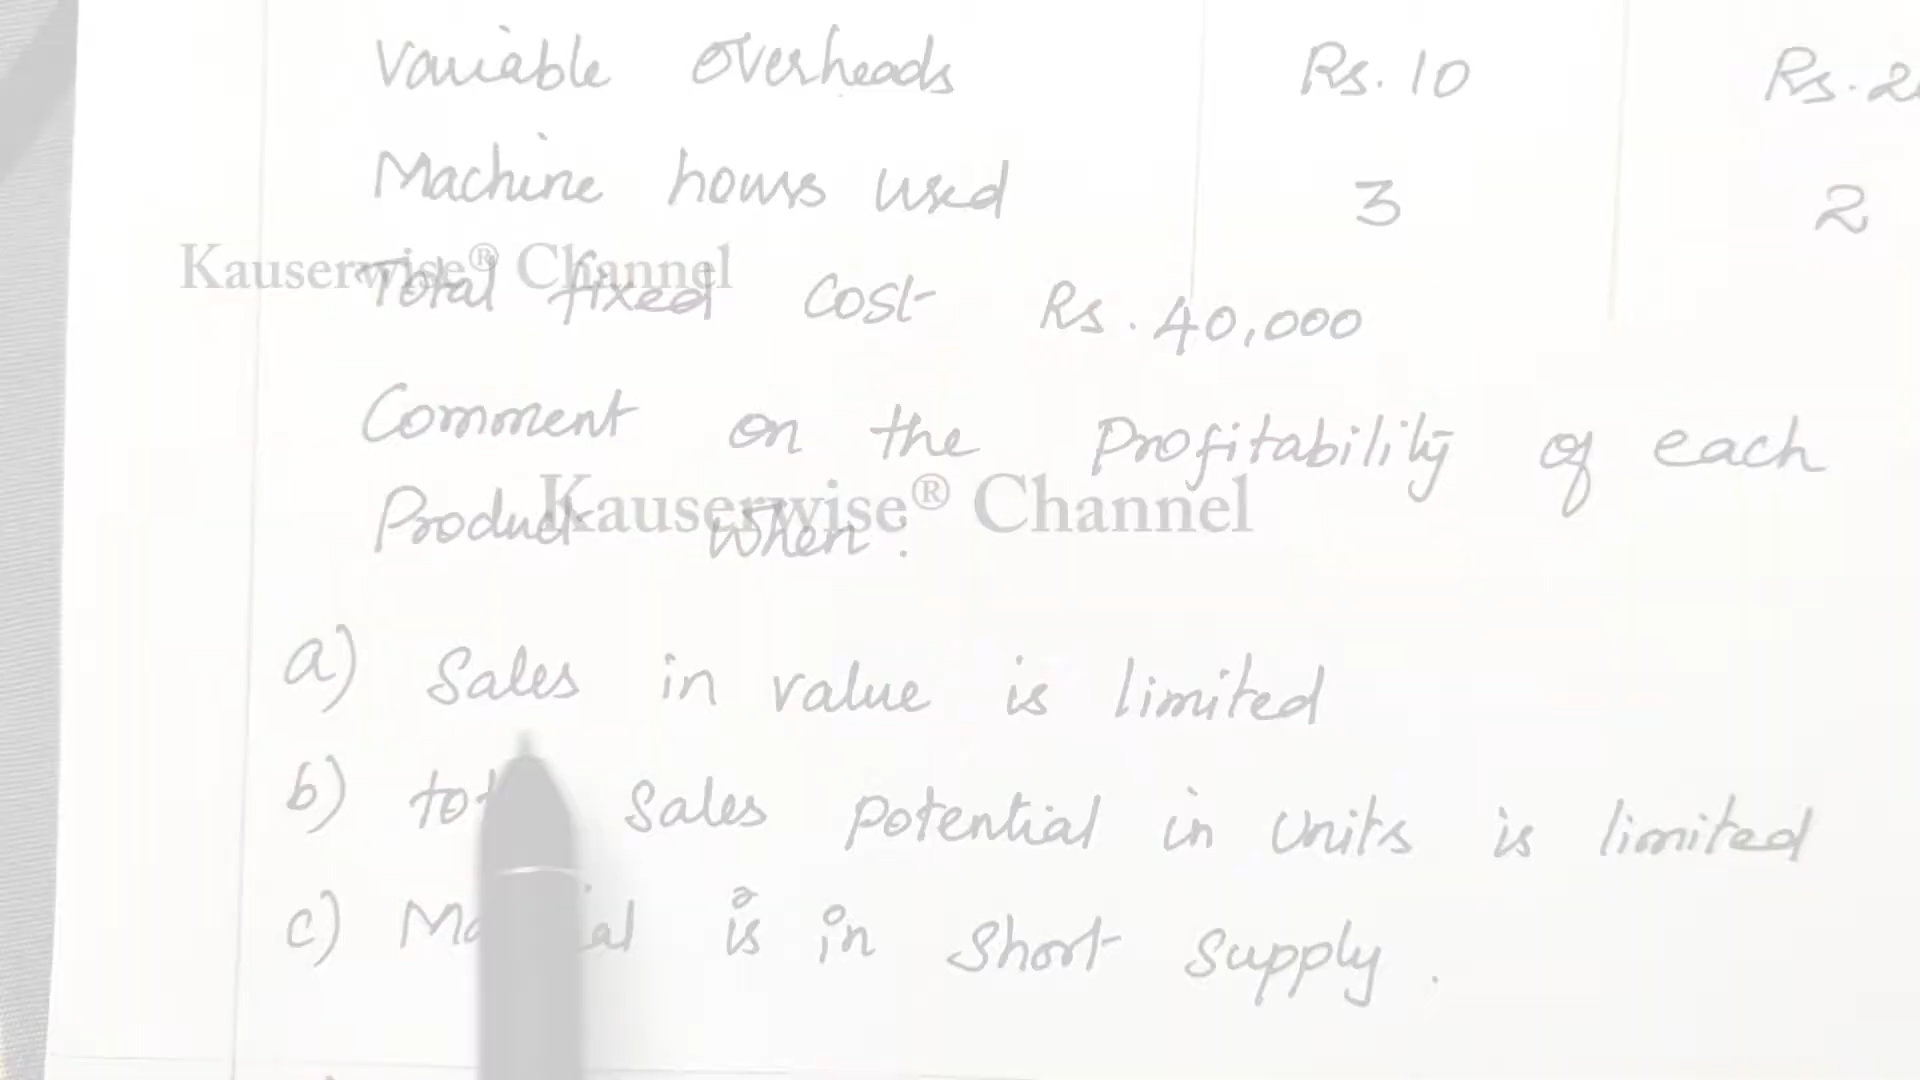 Variable overheads Rs. 10 Rs. 2
Machine hours used 3 2
Kauserwise® Channel
Total fixed cost Rs. 40,000
Comment on the Profitability of each
Kauserwise® Channel
Product when:
a) Sales in value is limited
b) Sales potential in units is limited
c) is in short supply.